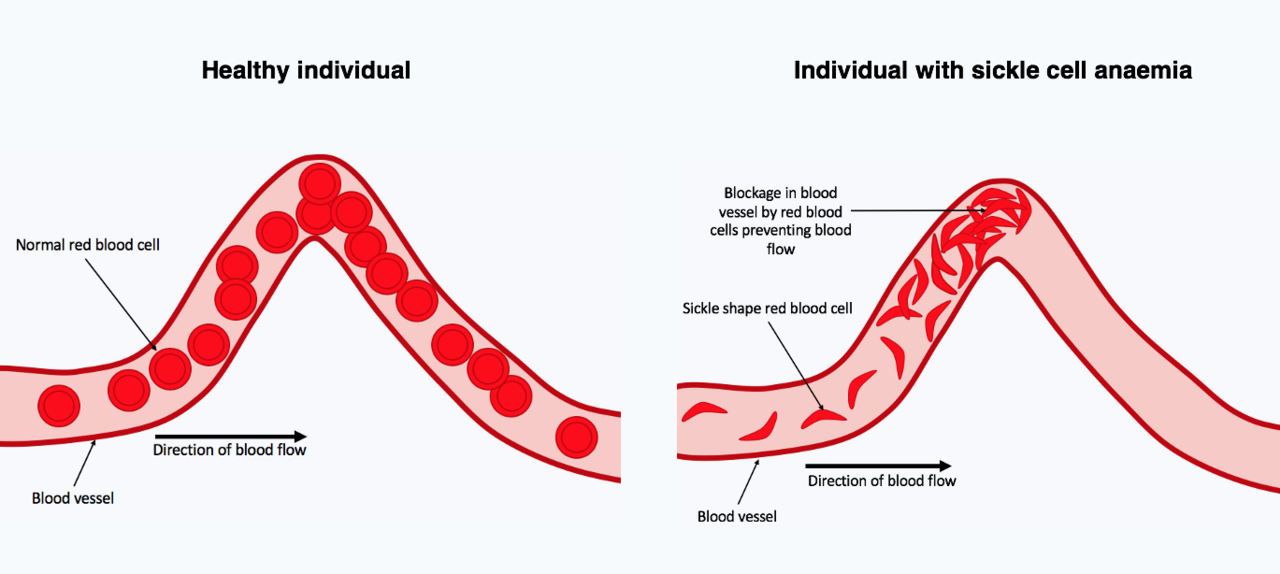 Healthy individual
Normal red blood cell
Direction of blood flow
Blood vessel
Individual with sickle cell anaemia
Blockage in blood
vessel by red blood
cells preventing blood
flow
Sickle shape red blood cell
Direction of blood flow
Blood vessel